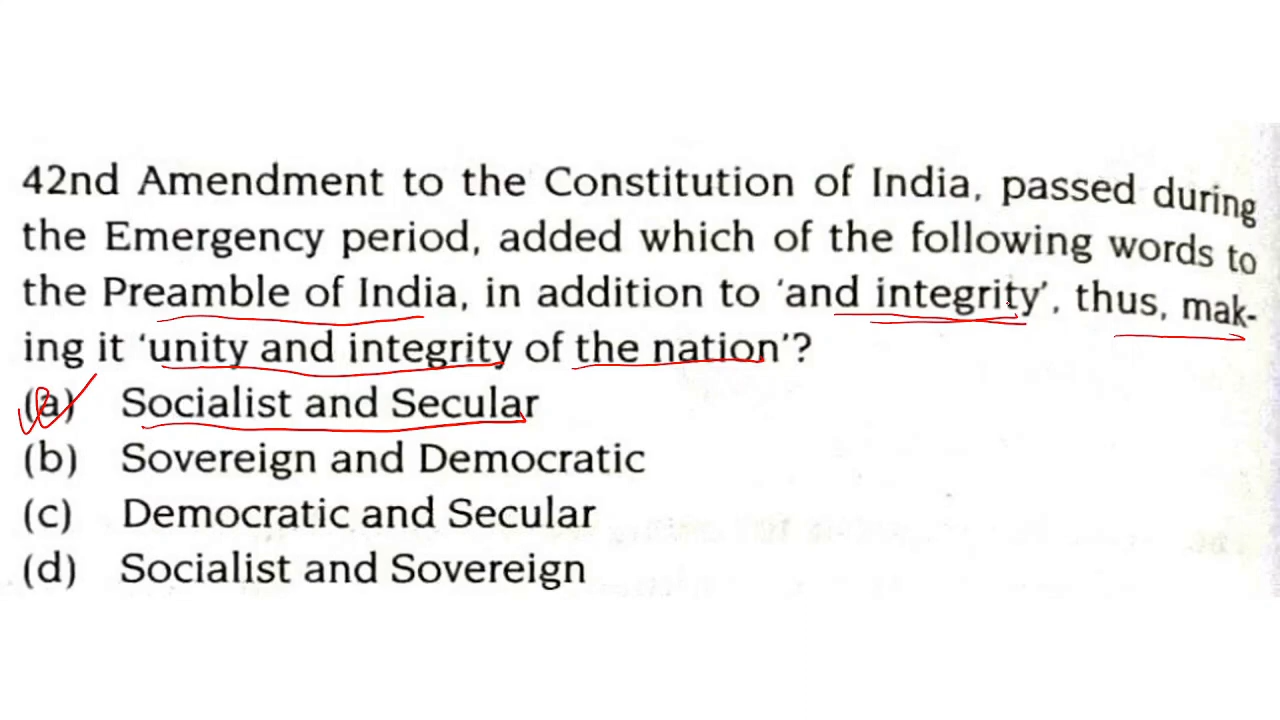 42nd Amendment to the Constitution of India, passed during
the Emergency period, added which of the following words to
the Preamble of India, in addition to ‘and integrity’, thus, mak-
ing it ‘unity and integrity of the nation’?
(a) Socialist and Secular
(b) Sovereign and Democratic
(c) Democratic and Secular
(d) Socialist and Sovereign